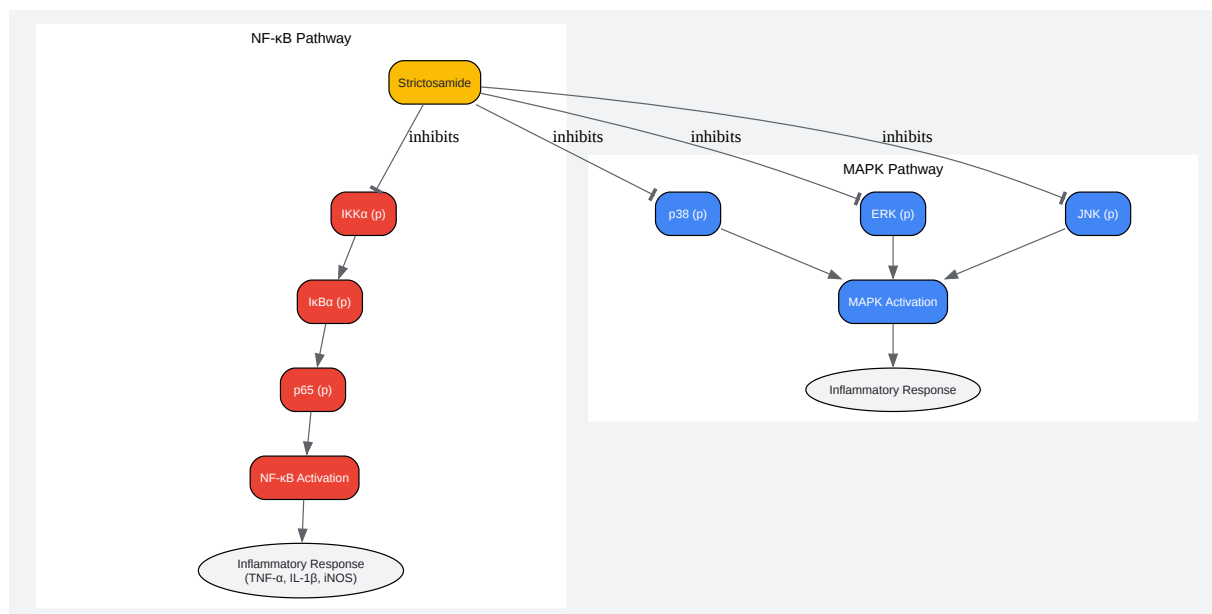 NF-κB Pathway
Strictosamide
inhibits
inhibits
inhibits
inhibits
MAPK Pathway
IKKα (p)
p38 (p)
ERK (p)
JNK (p)
IκBα (p)
MAPK Activation
p65 (p)
Inflammatory Response
NF-κB Activation
Inflammatory Response
(TNF-α, IL-1β, iNOS)